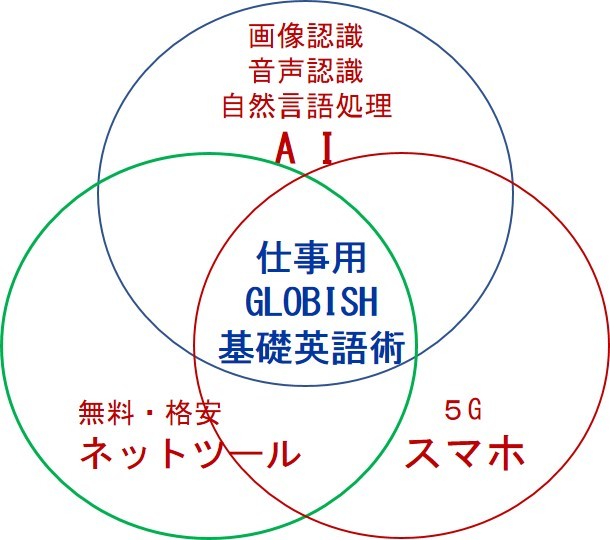 画像認識
音声認識
自然言語処理
ＡＩ
仕事用
GLOBISH
基礎英語術
無料・格安
ネットツール
５G
スマホ